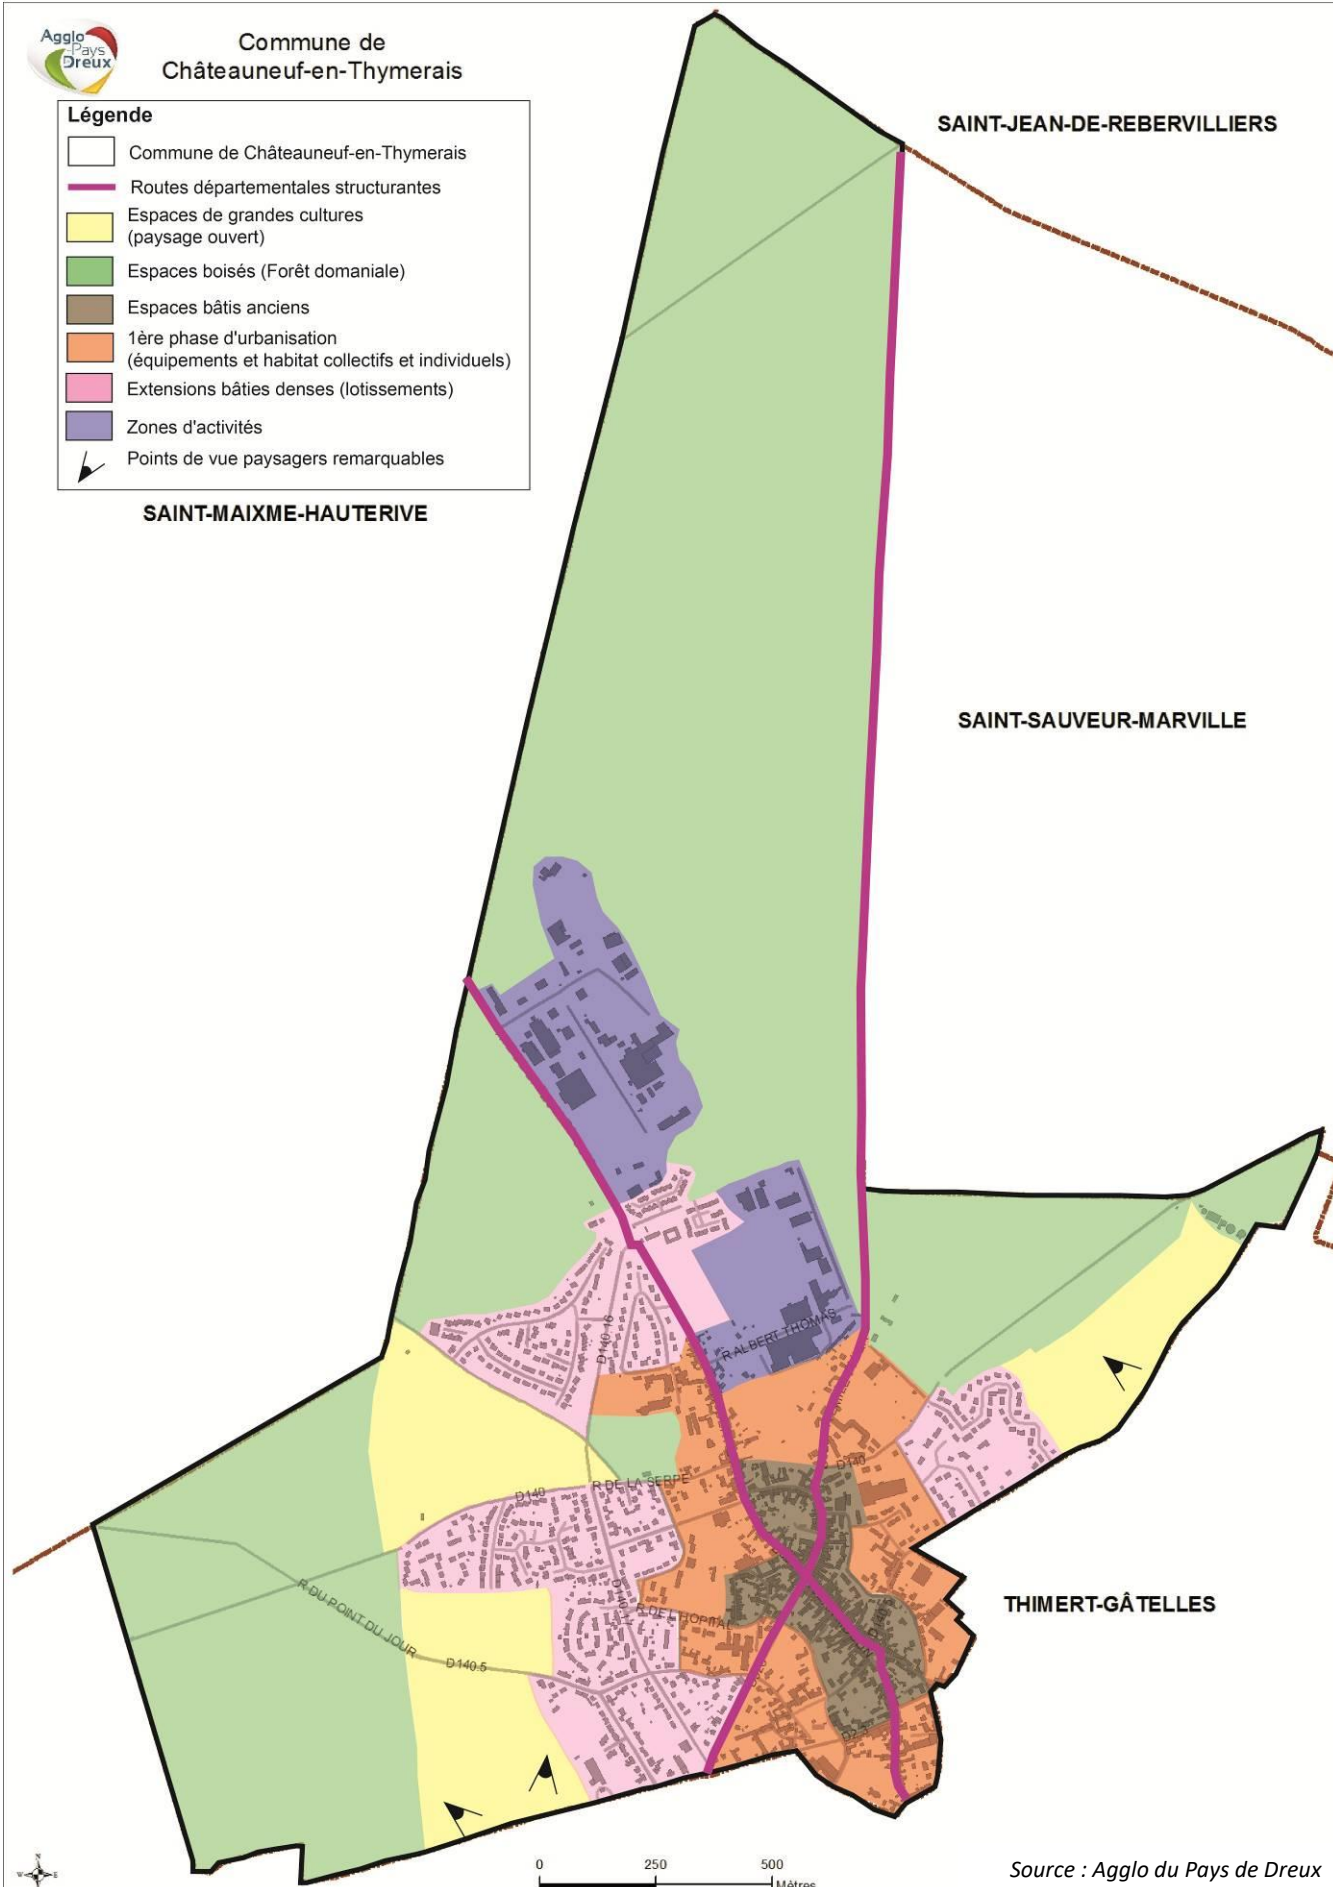 Agglo
Pays
Dreux
Commune de
Châteauneuf-en-Thymerais
Légende
Commune de Châteauneuf-en-Thymerais
Routes départementales structurantes
Espaces de grandes cultures
(paysage ouvert)
Espaces boisés (Forêt domaniale)
Espaces bâtis anciens
1ère phase d'urbanisation
(équipements et habitat collectifs et individuels)
Extensions bâties denses (lotissements)
Zones d'activités
Points de vue paysagers remarquables
SAINT-JEAN-DE-REBERVILLIERS
SAINT-MAIXME-HAUTERIVE
SAINT-SAUVEUR-MARVILLE
R ALBERT THOMAS
D140 16
D140
R DE LA SERPE
D140
R DU POINT DU JOUR
R DE L'HOPITAL
THIMERT-GÂTELLES
D140.5
N
W
E
0 250 500
Mètres
Source : Agglo du Pays de Dreux